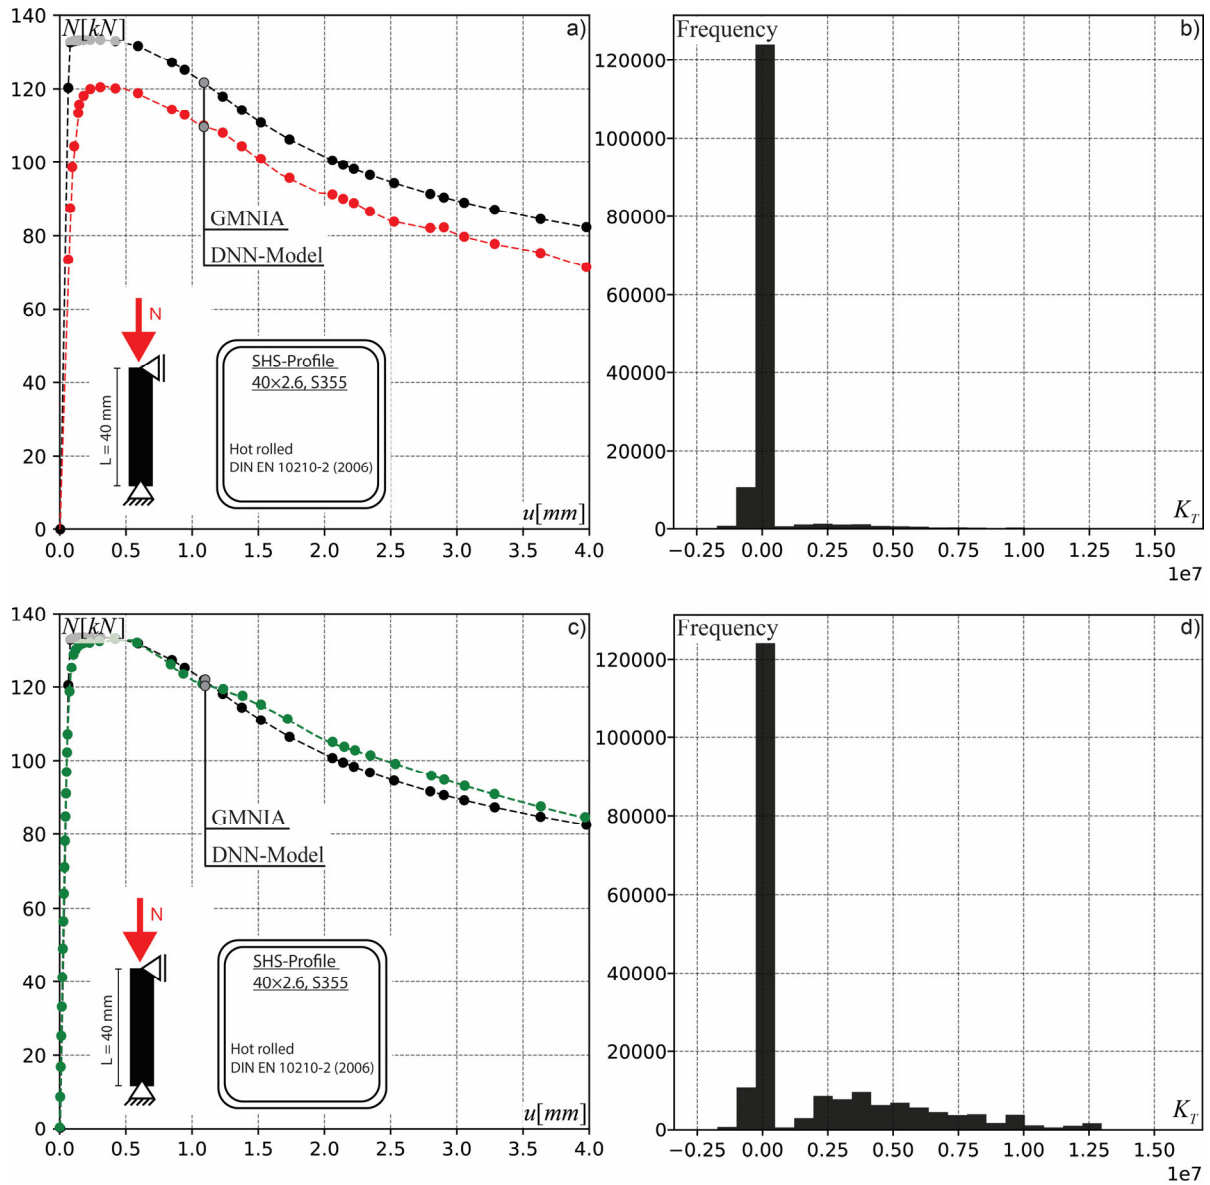 N[kN]
a)
140
120
100
80
60
40
20
0
GMNIA
DNN-Model
N
L = 40 mm
SHS-Profile
40×2.6, S355
Hot rolled
DIN EN 10210-2 (2006)
u[mm]
0.0 0.5 1.0 1.5 2.0 2.5 3.0 3.5 4.0
Frequency
b)
120000
100000
80000
60000
40000
20000
0
K_T
−0.25 0.00 0.25 0.50 0.75 1.00 1.25 1.50
1e7
N[kN]
c)
140
120
100
80
60
40
20
0
GMNIA
DNN-Model
N
L = 40 mm
SHS-Profile
40×2.6, S355
Hot rolled
DIN EN 10210-2 (2006)
u[mm]
0.0 0.5 1.0 1.5 2.0 2.5 3.0 3.5 4.0
Frequency
d)
120000
100000
80000
60000
40000
20000
0
K_T
−0.25 0.00 0.25 0.50 0.75 1.00 1.25 1.50
1e7